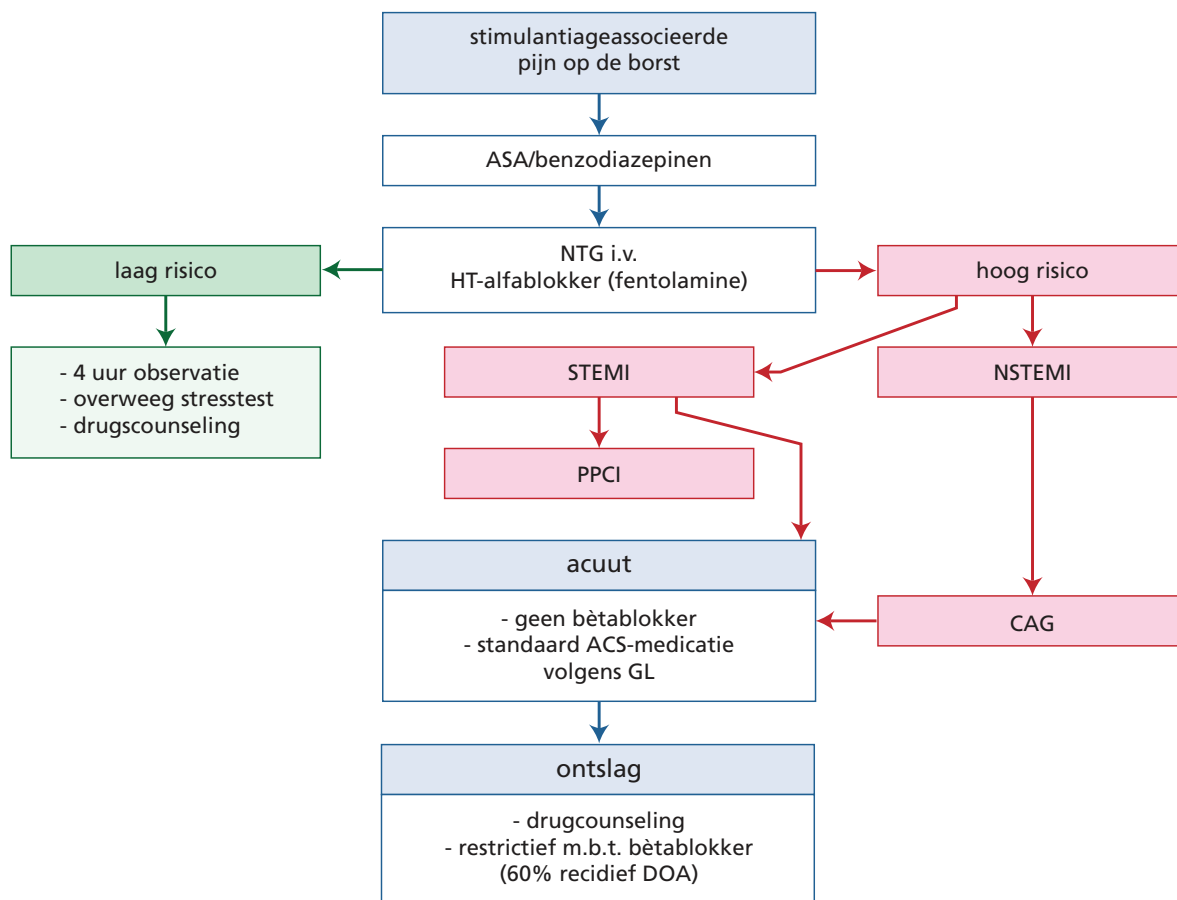 stimulantiageassocieerde
pijn op de borst
ASA/benzodiazepinen
NTG i.v.
HT-alfablokker (fentolamine)
laag risico
hoog risico
- 4 uur observatie
- overweeg stresstest
- drugscounseling
STEMI
NSTEMI
PPCI
acuut
- geen bètablokker
- standaard ACS-medicatie
volgens GL
CAG
ontslag
- drugcounseling
- restrictief m.b.t. bètablokker
(60% recidief DOA)